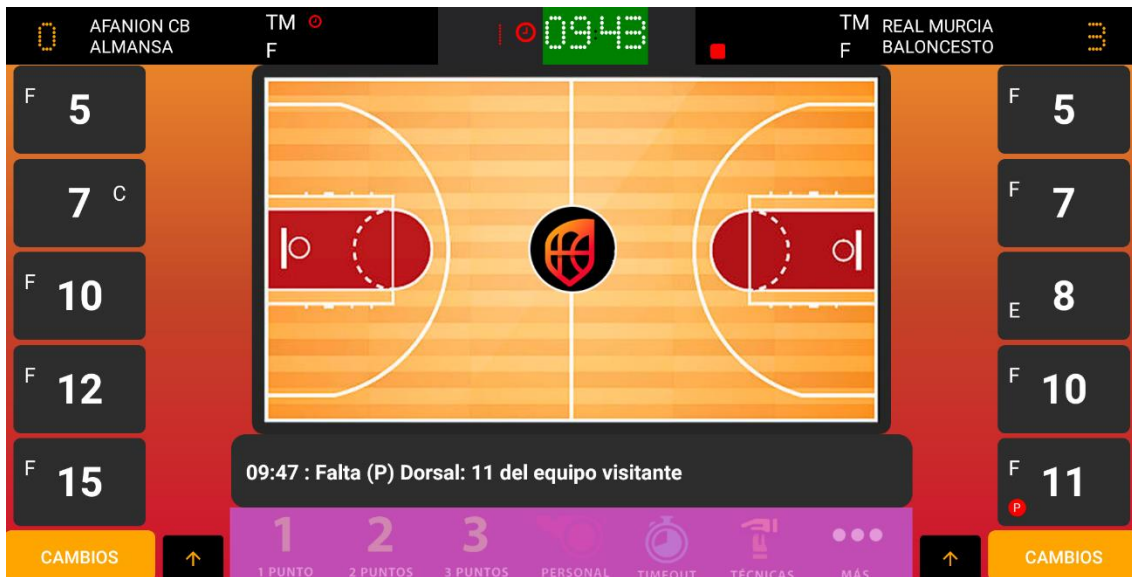 0
AFANION CB
ALMANSA
TM
F
1
09:43
TM
F
REAL MURCIA
BALONCESTO
3
F 5
7 C
F 10
F 12
F 15
F 5
F 7
E 8
F 10
F 11
P
09:47 : Falta (P) Dorsal: 11 del equipo visitante
1
2
3
1 PUNTO
2 PUNTOS
3 PUNTOS
PERSONAL
TIMEOUT
TÉCNICAS
MÁS
CAMBIOS
CAMBIOS